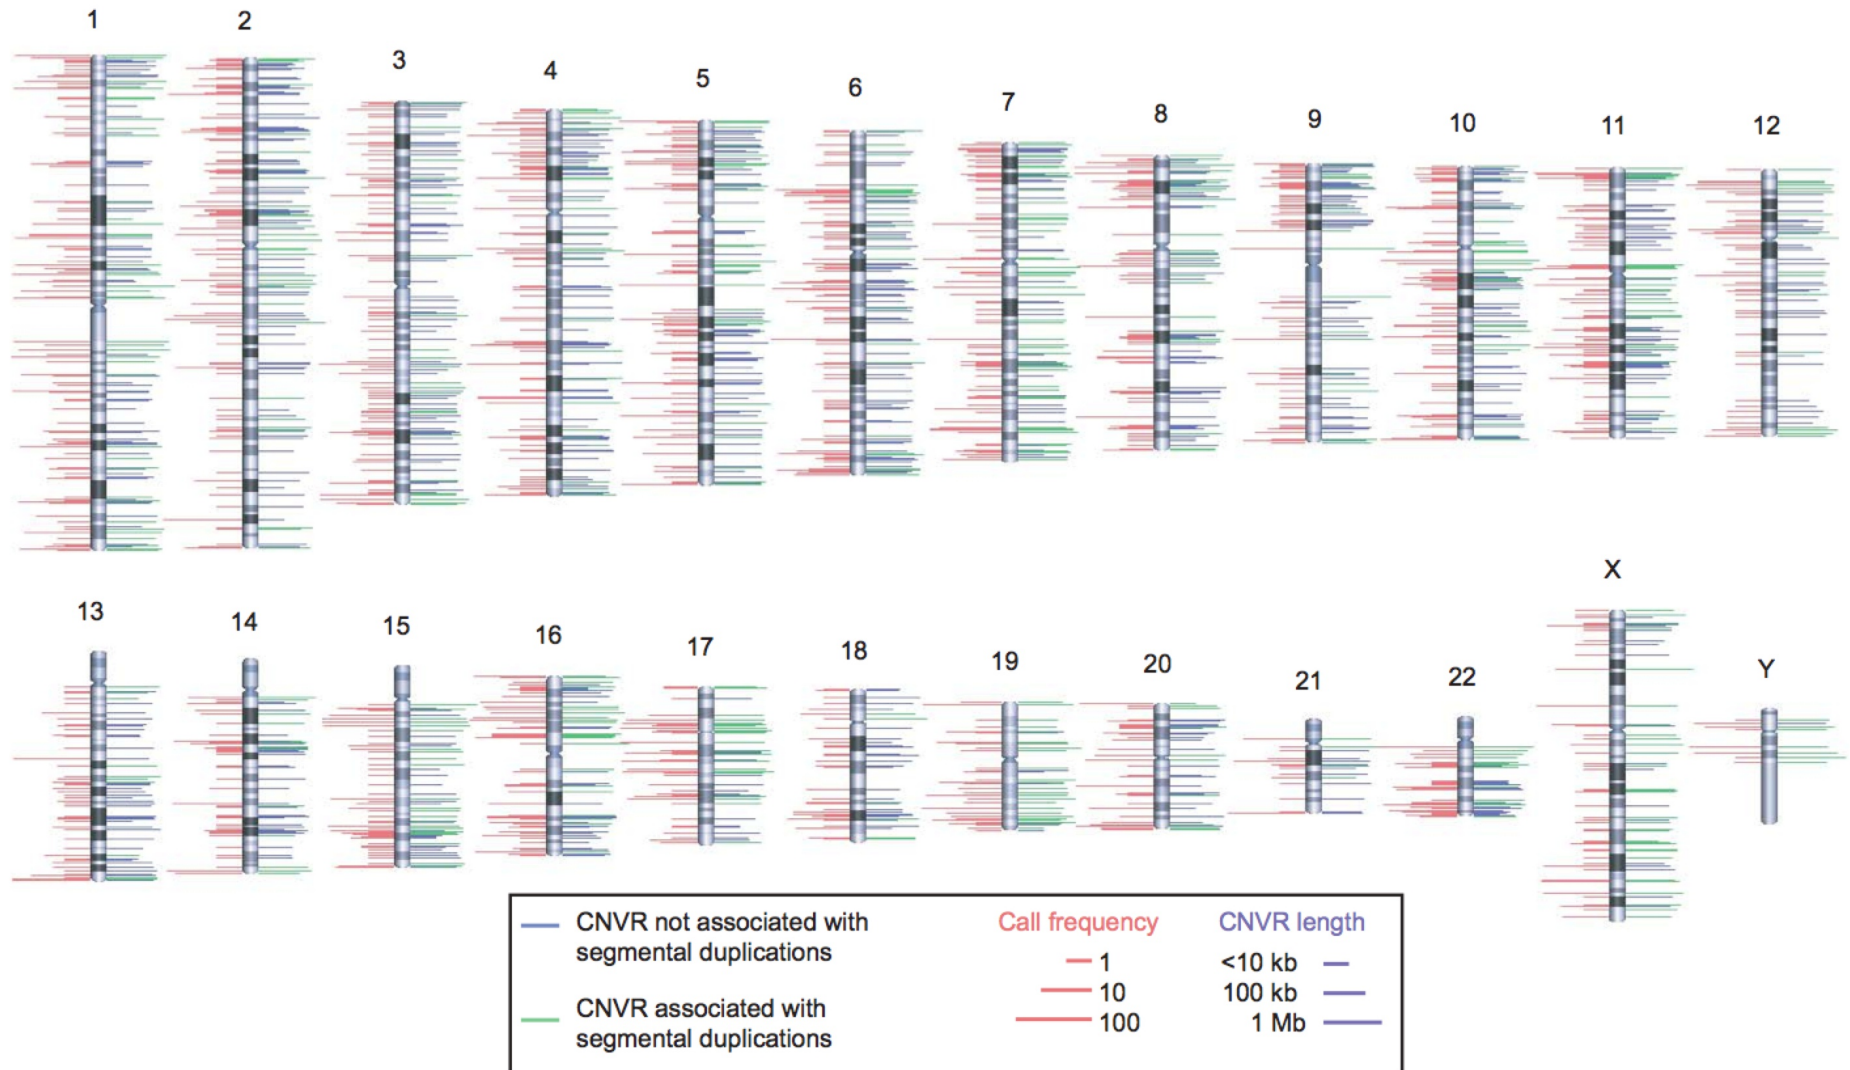 1
2
3
4
5
6
7
8
9
10
11
12
13
14
15
16
17
18
19
20
21
22
X
Y
CNVR not associated with
segmental duplications
CNVR associated with
segmental duplications
Call frequency
1
10
100
CNVR length
<10 kb
100 kb
1 Mb